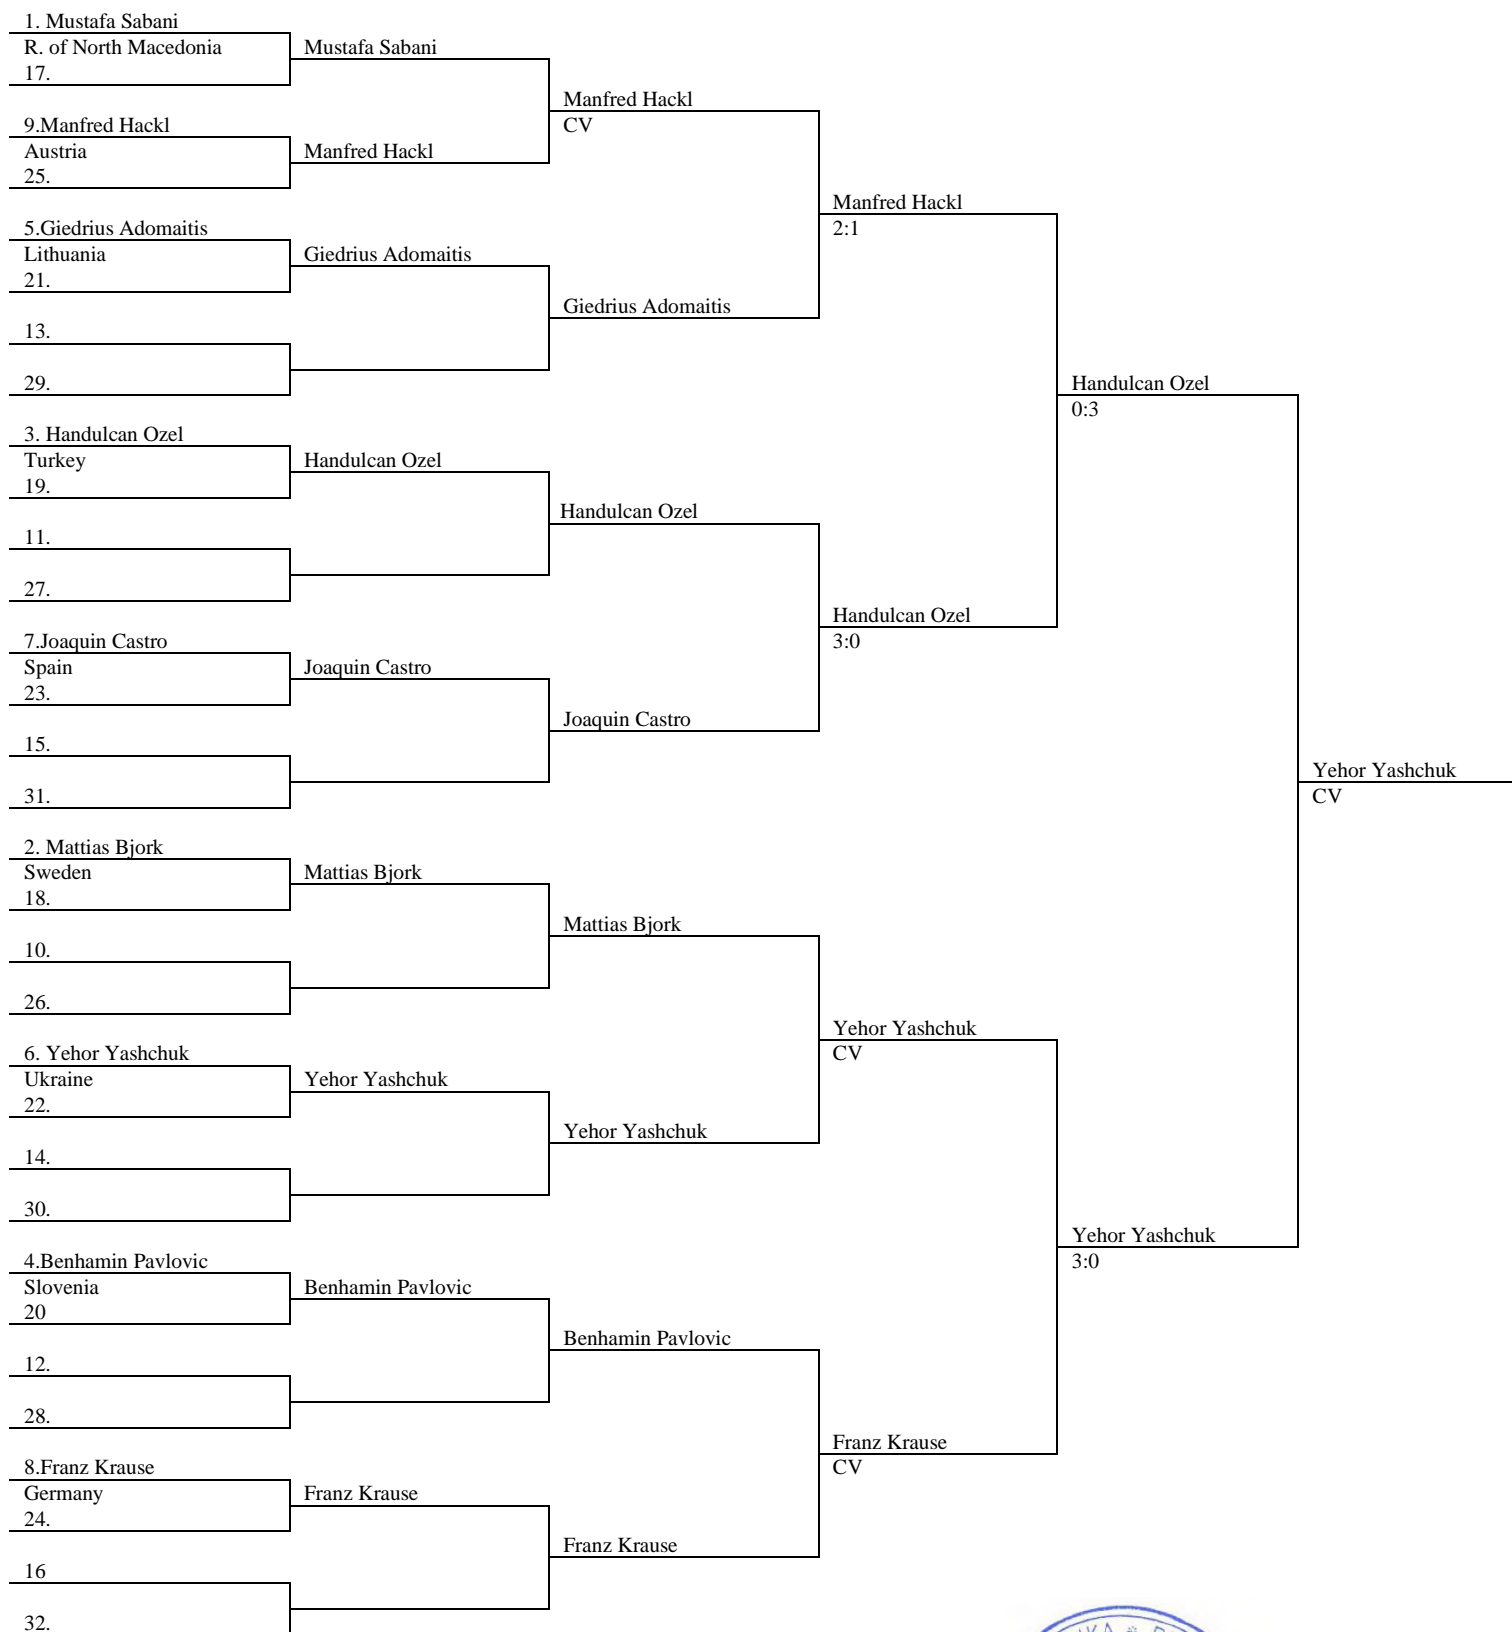 1. Mustafa Sabani
R. of North Macedonia
17.
9.Manfred Hackl
Austria
25.
5.Giedrius Adomaitis
Lithuania
21.
13.
29.
3. Handulcan Ozel
Turkey
19.
11.
27.
7.Joaquin Castro
Spain
23.
15.
31.
2. Mattias Bjork
Sweden
18.
10.
26.
6. Yehor Yashchuk
Ukraine
22.
14.
30.
4.Benhamin Pavlovic
Slovenia
20
12.
28.
8.Franz Krause
Germany
24.
16
32.
Mustafa Sabani
Manfred Hackl
Giedrius Adomaitis
Handulcan Ozel
Joaquin Castro
Mattias Bjork
Yehor Yashchuk
Benhamin Pavlovic
Franz Krause
Manfred Hackl
CV
Giedrius Adomaitis
Handulcan Ozel
Joaquin Castro
Mattias Bjork
Yehor Yashchuk
Benhamin Pavlovic
Franz Krause
Manfred Hackl
2:1
Handulcan Ozel
3:0
Yehor Yashchuk
CV
Franz Krause
CV
Handulcan Ozel
0:3
Yehor Yashchuk
3:0
Yehor Yashchuk
CV